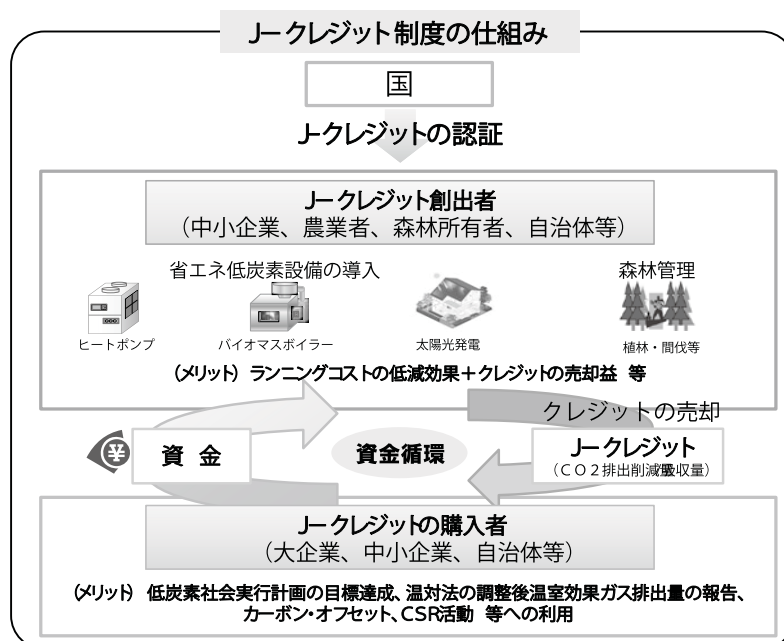 J-クレジット制度の仕組み
国
J-クレジットの認証
J-クレジット創出者
（中小企業、農業者、森林所有者、自治体等）
省エネ低炭素設備の導入
森林管理
ヒートポンプ
バイオマスボイラー
太陽光発電
植林・間伐等
（メリット）ランニングコストの低減効果＋クレジットの売却益 等
クレジットの売却
¥
資 金
資金循環
J-クレジット
（ＣＯ２排出削減・吸収量）
J-クレジットの購入者
（大企業、中小企業、自治体等）
（メリット）低炭素社会実行計画の目標達成、温対法の調整後温室効果ガス排出量の報告、
カーボン・オフセット、CSR活動 等への利用